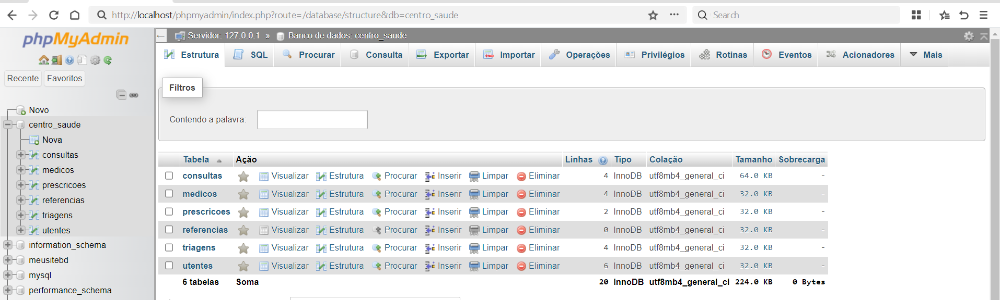 http://localhost/phpmyadmin/index.php?route=/database/structure&db=centro_saude
Search
phpMyAdmin
Recente Favoritos
Novo
centro_saude
Nova
consultas
medicos
prescricoes
referencias
triagens
utentes
information_schema
meusitebd
mysql
performance_schema
Servidor: 127.0.0.1 » Banco de dados: centro_saude
Estrutura SQL Procurar Consulta Exportar Importar Operações Privilégios Rotinas Eventos Acionadores Mais
Filtros
Contendo a palavra:
Tabela Ação Linhas Tipo Colação Tamanho Sobrecarga
consultas Visualizar Estrutura Procurar Inserir Limpar Eliminar 4 InnoDB utf8mb4_general_ci 64.0 KB -
medicos Visualizar Estrutura Procurar Inserir Limpar Eliminar 4 InnoDB utf8mb4_general_ci 32.0 KB -
prescricoes Visualizar Estrutura Procurar Inserir Limpar Eliminar 2 InnoDB utf8mb4_general_ci 32.0 KB -
referencias Visualizar Estrutura Procurar Inserir Limpar Eliminar 0 InnoDB utf8mb4_general_ci 32.0 KB -
triagens Visualizar Estrutura Procurar Inserir Limpar Eliminar 4 InnoDB utf8mb4_general_ci 32.0 KB -
utentes Visualizar Estrutura Procurar Inserir Limpar Eliminar 6 InnoDB utf8mb4_general_ci 32.0 KB -
6 tabelas Soma 20 InnoDB utf8mb4_general_ci 224.0 KB 0 Bytes